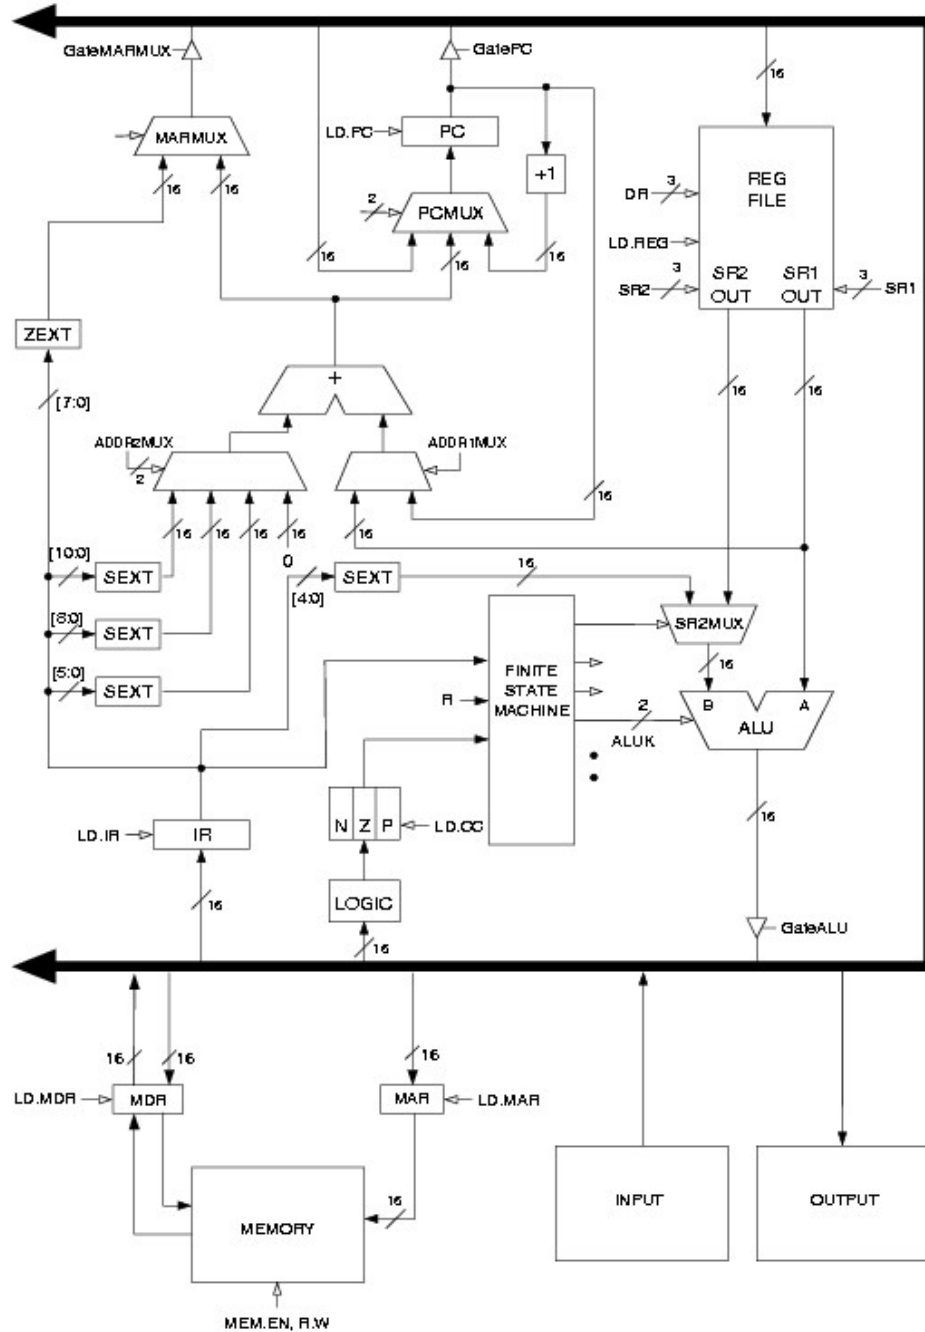 GateMARMUX
GatePC
16
MARMUX
LD.PC
PC
+1
REG
FILE
DR
3
16
16
2
PCMUX
LD.REG
16
16
16
SR2
3
SR2
OUT
SR1
OUT
3
SR1
ZEXT
[7:0]
+
16
16
ADDR2MUX
2
ADDR1MUX
16
16
16
16
16
16
0
[10:0]
SEXT
[4:0]
SEXT
16
[8:0]
SEXT
SR2MUX
16
[5:0]
SEXT
FINITE
STATE
MACHINE
R
B
A
ALU
2
ALUK
N Z P
LD.CC
LD.IR
IR
16
LOGIC
16
16
GateALU
16
16
16
LD.MDR
MDR
MAR
LD.MAR
16
MEMORY
INPUT
OUTPUT
MEM.EN, R.W